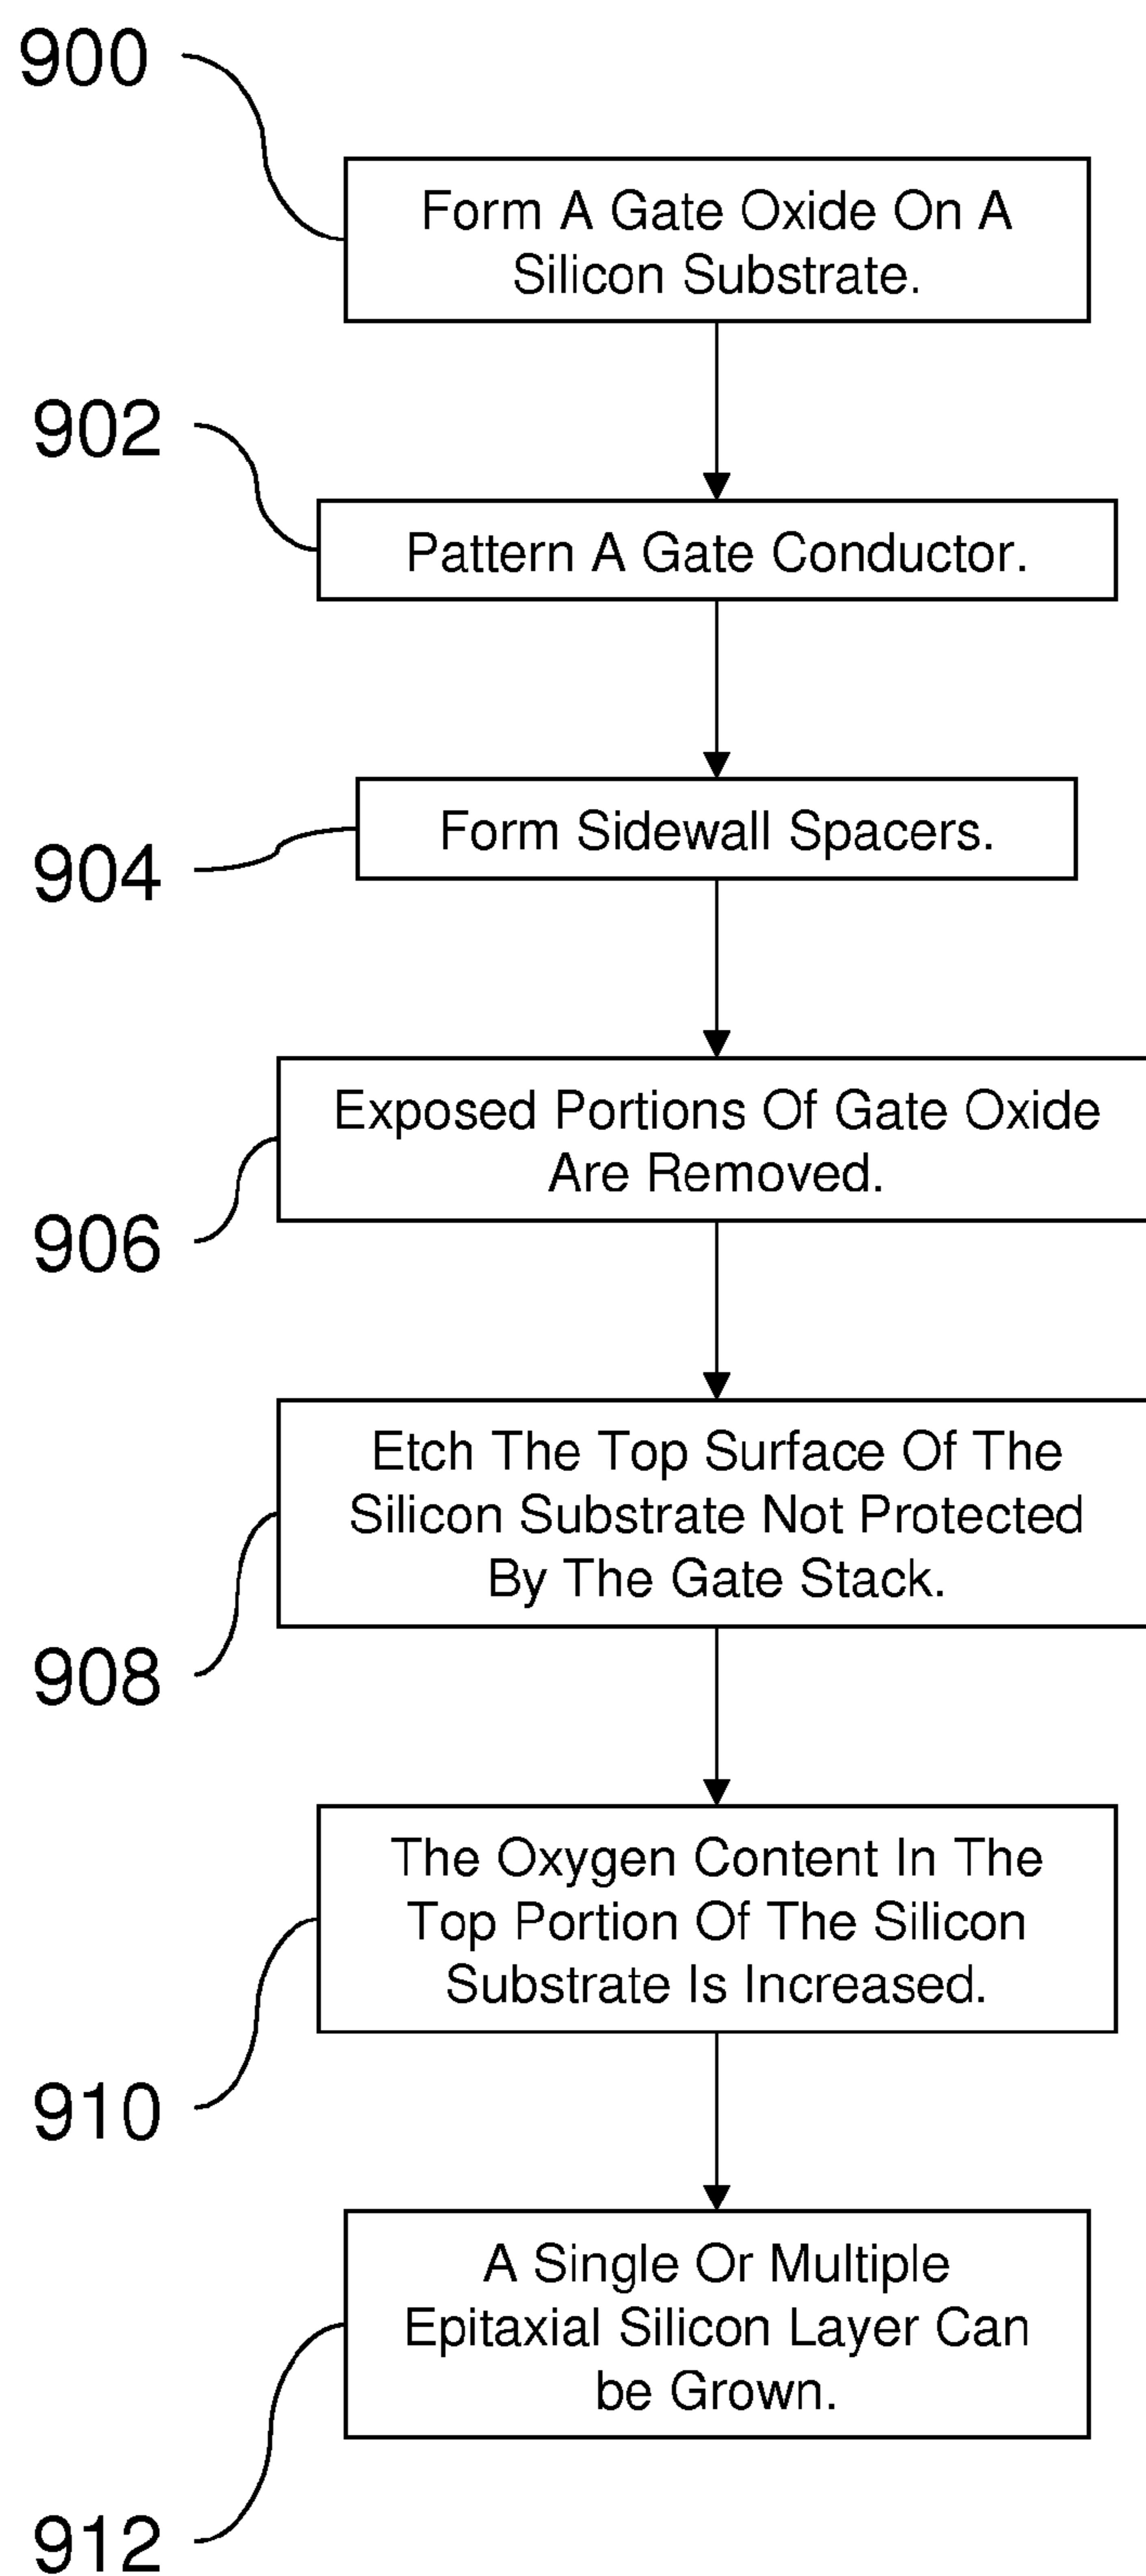 900
Form A Gate Oxide On A
Silicon Substrate.
902
Pattern A Gate Conductor.
904
Form Sidewall Spacers.
906
Exposed Portions Of Gate Oxide
Are Removed.
908
Etch The Top Surface Of The
Silicon Substrate Not Protected
By The Gate Stack.
910
The Oxygen Content In The
Top Portion Of The Silicon
Substrate Is Increased.
912
A Single Or Multiple
Epitaxial Silicon Layer Can
be Grown.